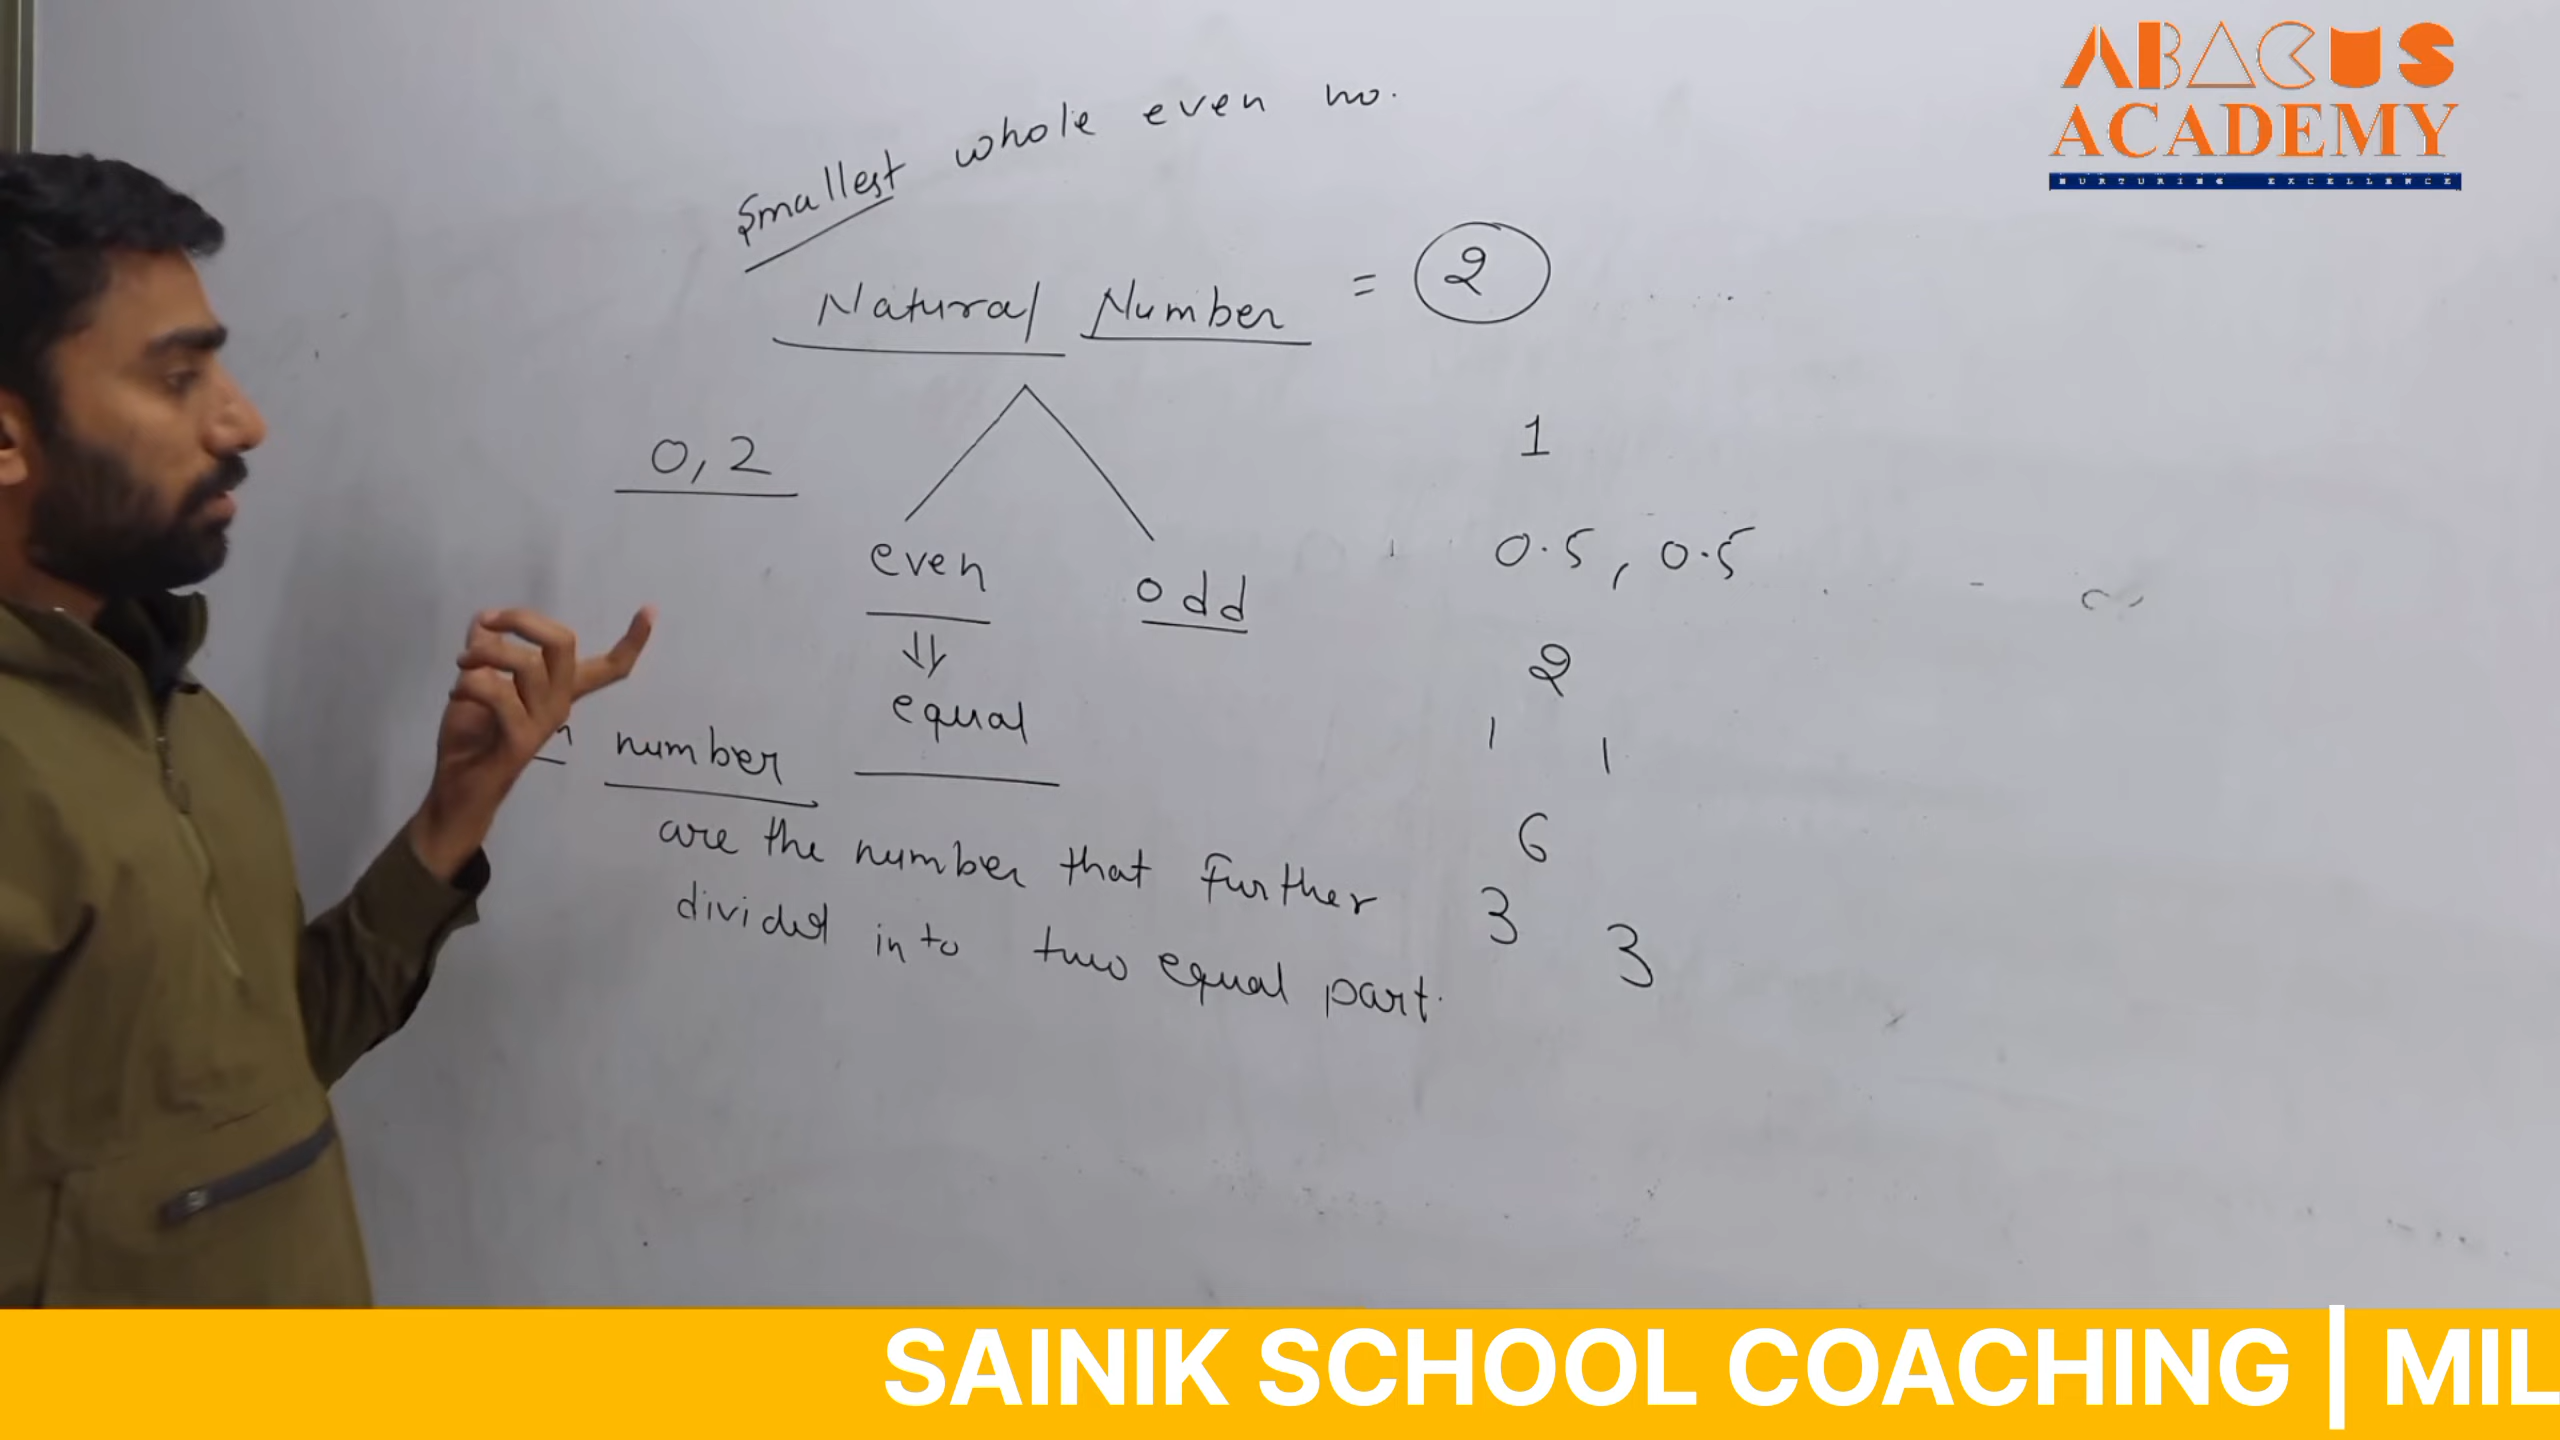 ABACUS
ACADEMY
NURTURING EXCELLENCE
Smallest whole even no.
Natural Number = 2
1
0,2
0.5, 0.5
even odd
2
equal
1 1
number
6
are the number that further
3 3
divided into two equal part.
SAINIK SCHOOL COACHING | MIL